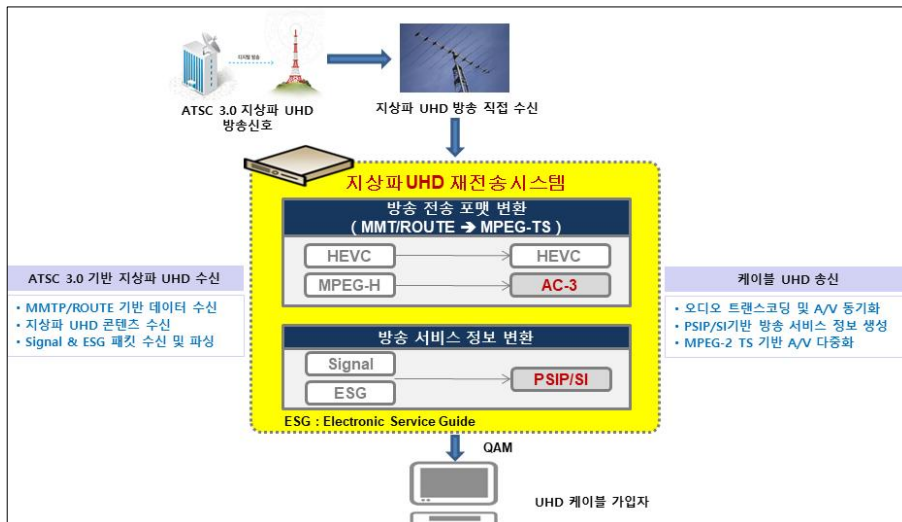 디지털 방송
ATSC 3.0 지상파 UHD
방송신호
지상파 UHD 방송 직접 수신
지상파 UHD 재전송시스템
방송 전송 포맷 변환
( MMT/ROUTE ➔ MPEG-TS )
HEVC
HEVC
MPEG-H
AC-3
ATSC 3.0 기반 지상파 UHD 수신
• MMTP/ROUTE 기반 데이터 수신
• 지상파 UHD 콘텐츠 수신
• Signal & ESG 패킷 수신 및 파싱
케이블 UHD 송신
• 오디오 트랜스코딩 및 A/V 동기화
• PSIP/SI기반 방송 서비스 정보 생성
• MPEG-2 TS 기반 A/V 다중화
방송 서비스 정보 변환
Signal
ESG
PSIP/SI
ESG : Electronic Service Guide
QAM
UHD 케이블 가입자